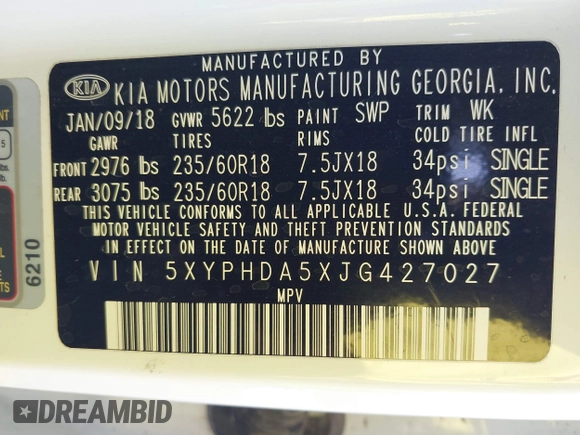 MANUFACTURED BY
KIA KIA MOTORS MANUFACTURING GEORGIA, INC.
JAN/09/18 GVWR 5622 lbs PAINT SWP TRIM WK
GAWR TIRES RIMS COLD TIRE INFL
FRONT 2976 lbs 235/60R18 7.5JX18 34psi SINGLE
REAR 3075 lbs 235/60R18 7.5JX18 34psi SINGLE
THIS VEHICLE CONFORMS TO ALL APPLICABLE U.S.A. FEDERAL
MOTOR VEHICLE SAFETY AND THEFT PREVENTION STANDARDS
IN EFFECT ON THE DATE OF MANUFACTURE SHOWN ABOVE.
VIN 5XYPHDA5XJG427027
MPV
6210
DREAMBID